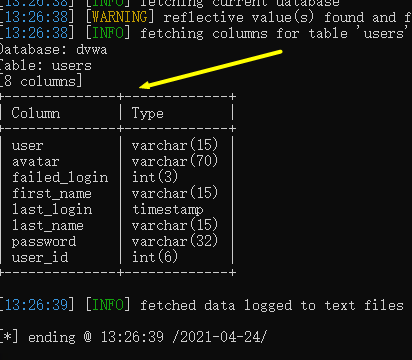 [13:26:38] [INFO] fetching current database
[13:26:38] [WARNING] reflective value(s) found and f
[13:26:38] [INFO] fetching columns for table 'users'
Database: dvwa
Table: users
[8 columns]
+--------------+-------------+
| Column | Type |
+--------------+-------------+
| user | varchar(15) |
| avatar | varchar(70) |
| failed_login | int(3) |
| first_name | varchar(15) |
| last_login | timestamp |
| last_name | varchar(15) |
| password | varchar(32) |
| user_id | int(6) |
+--------------+-------------+
[13:26:39] [INFO] fetched data logged to text files
[*] ending @ 13:26:39 /2021-04-24/